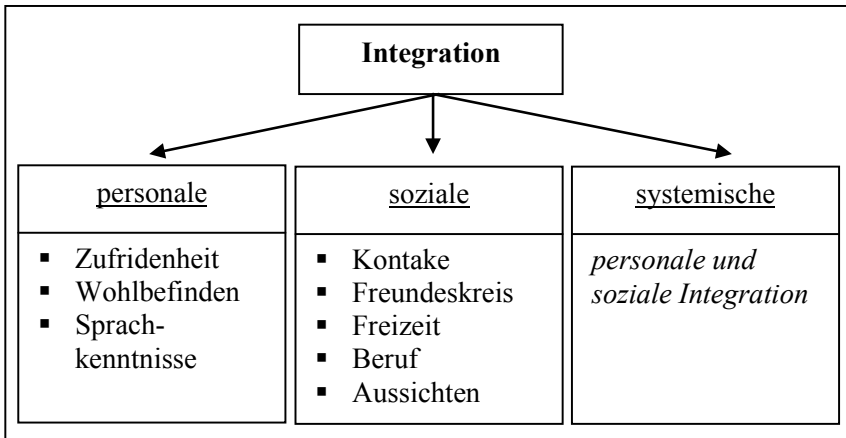 Integration
personale
▪ Zufridenheit
▪ Wohlbefinden
▪ Sprach-
kenntnisse
soziale
▪ Kontake
▪ Freundeskreis
▪ Freizeit
▪ Beruf
▪ Aussichten
systemische
personale und
soziale Integration